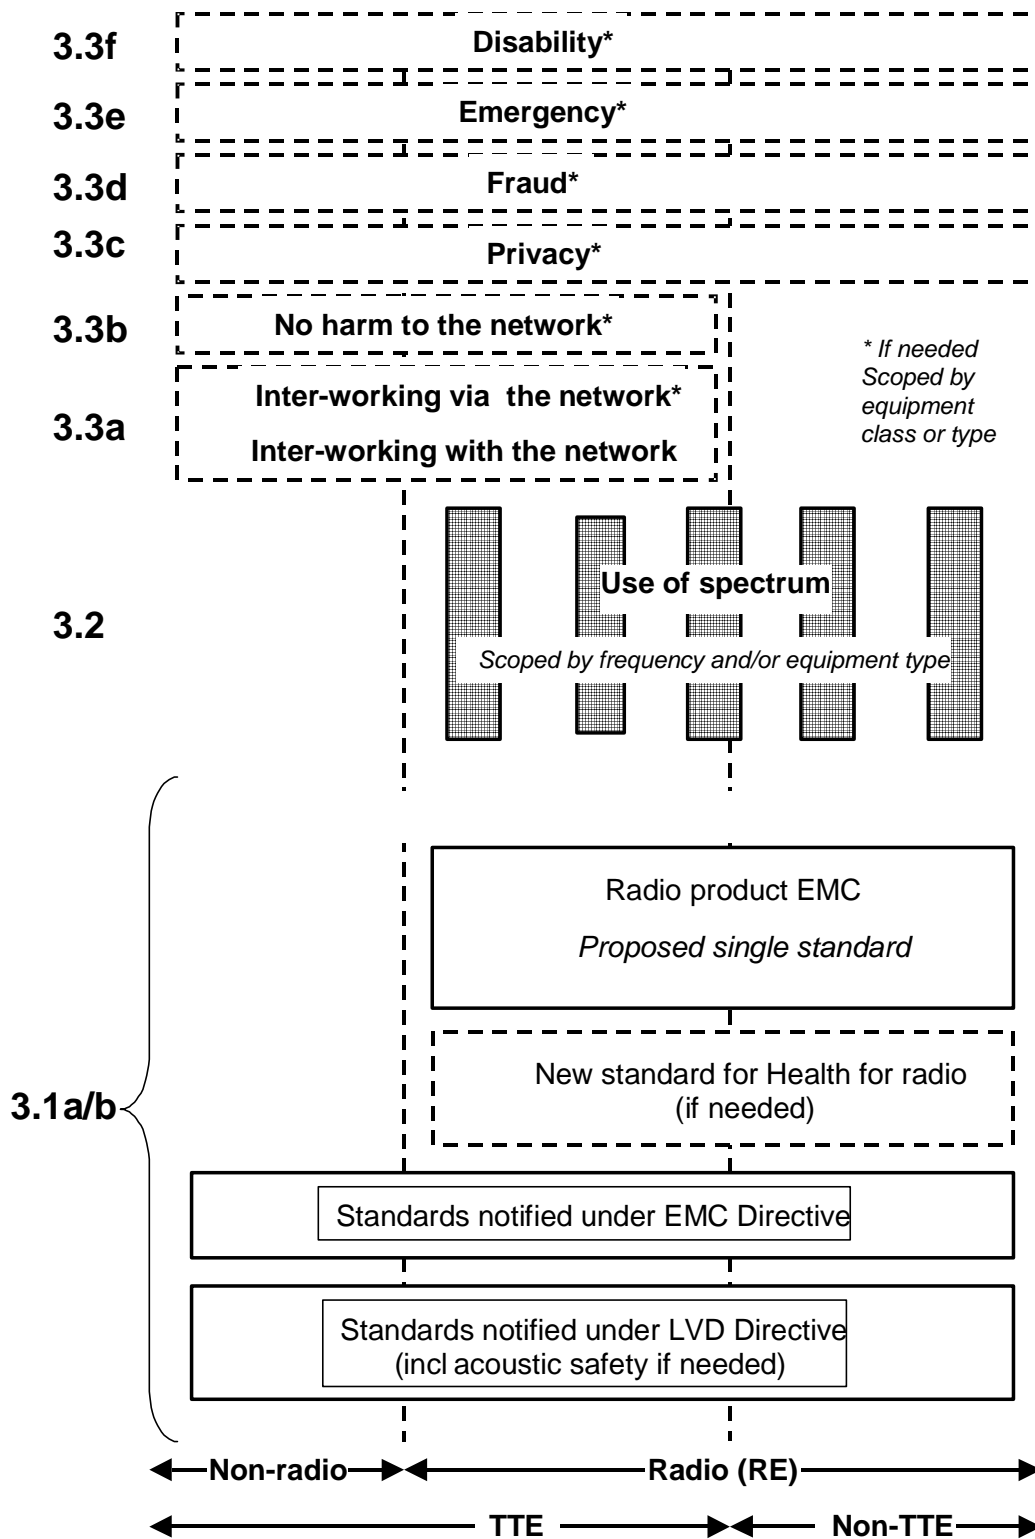 3.3f Disability*
3.3e Emergency*
3.3d Fraud*
3.3c Privacy*
3.3b No harm to the network*
* If needed
Scoped by
equipment
class or type
3.3a Inter-working via the network*
Inter-working with the network
3.2 Use of spectrum
Scoped by frequency and/or equipment type
3.1a/b
Radio product EMC
Proposed single standard
New standard for Health for radio
(if needed)
Standards notified under EMC Directive
Standards notified under LVD Directive
(incl acoustic safety if needed)
Non-radio Radio (RE)
TTE Non-TTE